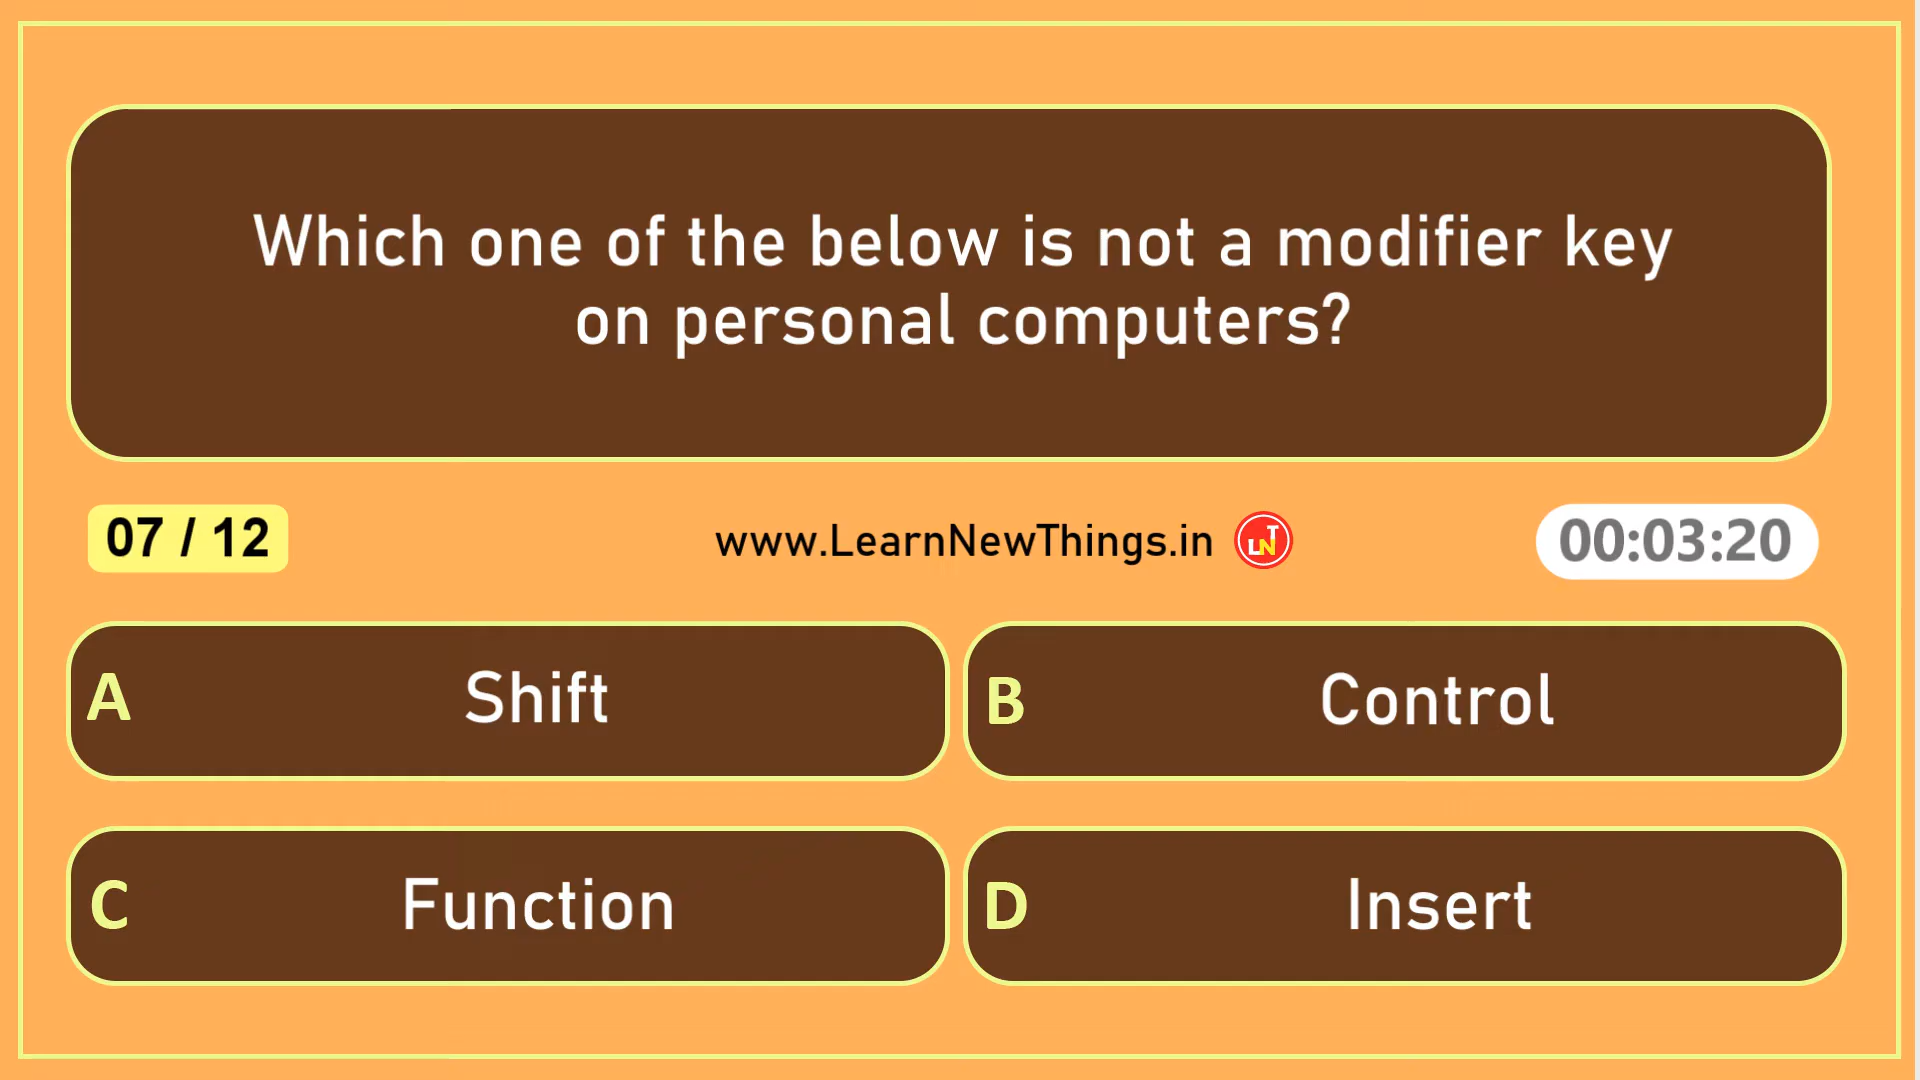 Which one of the below is not a modifier key
on personal computers?
07 / 12
www.LearnNewThings.in
LNT
00:03:20
A Shift
B Control
C Function
D Insert